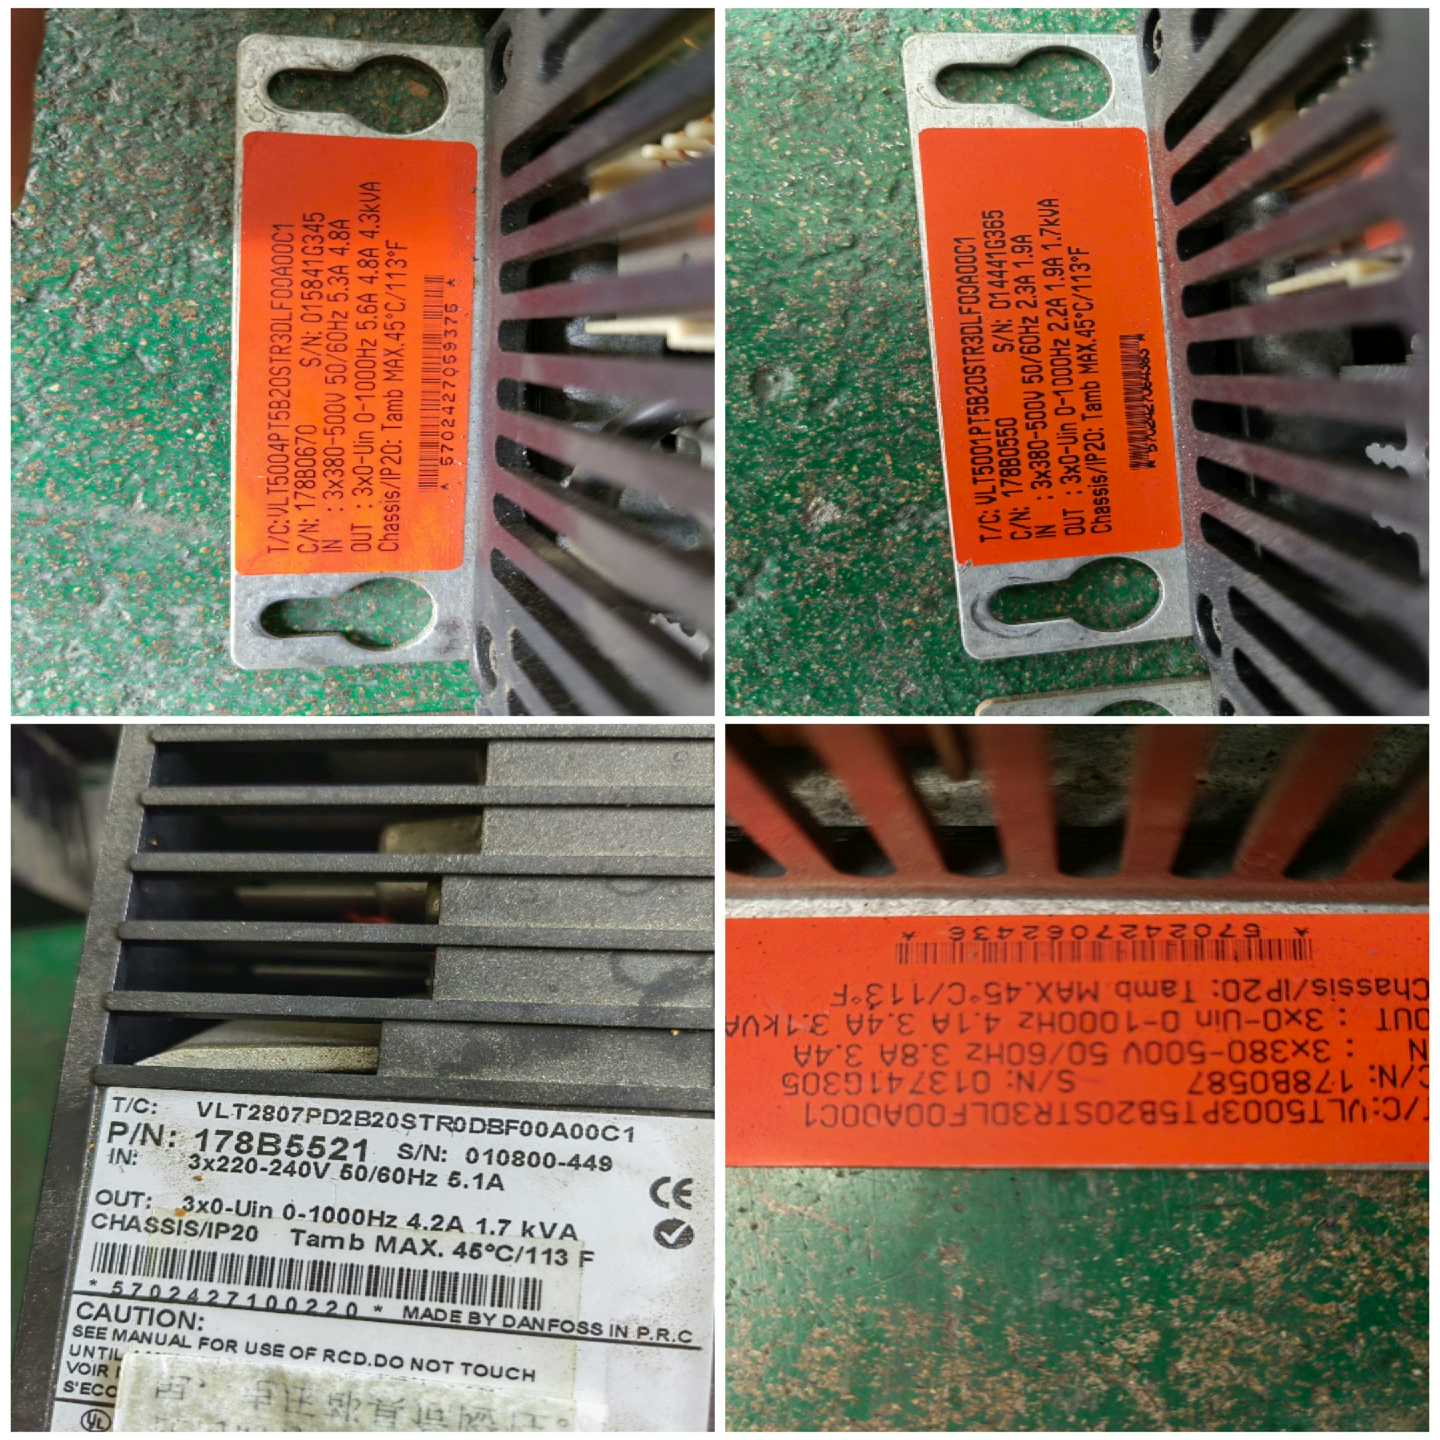 T/C:VLT5004PT5B20STR3DLF00A00C1
C/N: 178B0670 S/N: 015841G345
IN : 3x380-500V 50/60Hz 5.3A 4.8A
OUT : 3x0-Uin 0-1000Hz 5.6A 4.8A 4.3kVA
Chassis/IP20: Tamb MAX.45°C/113°F
* 5702427059376 *
T/C:VLT5001PT5B20STR3DLF00A00C1
C/N: 178B0550 S/N: 014441G365
IN : 3x380-500V 50/60Hz 2.3A 1.9A
OUT : 3x0-Uin 0-1000Hz 2.2A 1.9A 1.7kVA
Chassis/IP20: Tamb MAX.45°C/113°F
T/C: VLT2807PD2B20STR0DBF00A00C1
P/N: 178B5521 S/N: 010800-449
IN: 3x220-240V 50/60Hz 5.1A
OUT: 3x0-Uin 0-1000Hz 4.2A 1.7 kVA
CHASSIS/IP20 Tamb MAX. 45°C/113 F
CE
* 5702427100220 * MADE BY DANFOSS IN P.R.C
CAUTION:
SEE MANUAL FOR USE OF RCD.DO NOT TOUCH
UNTIL
VOIR
S'ECO
UL
T/C:VLT5003PT5B20STR3DLF00A00C1
C/N: 178B0587 S/N: 013741G305
IN : 3x380-500V 50/60Hz 3.8A 3.4A
OUT : 3x0-Uin 0-1000Hz 4.1A 3.4A 3.1kVA
Chassis/IP20: Tamb MAX.45°C/113°F
* 5702427062436 *